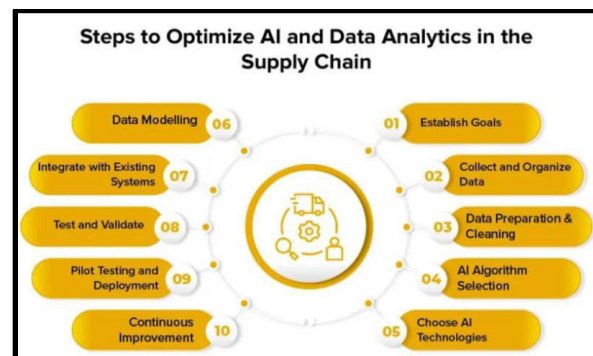 Steps to Optimize AI and Data Analytics in the
Supply Chain
01
Establish Goals
02
Collect and Organize
Data
03
Data Preparation &
Cleaning
04
AI Algorithm
Selection
05
Choose AI
Technologies
Data Modelling
06
Integrate with Existing
Systems
07
Test and Validate
08
Pilot Testing and
Deployment
09
Continuous
Improvement
10